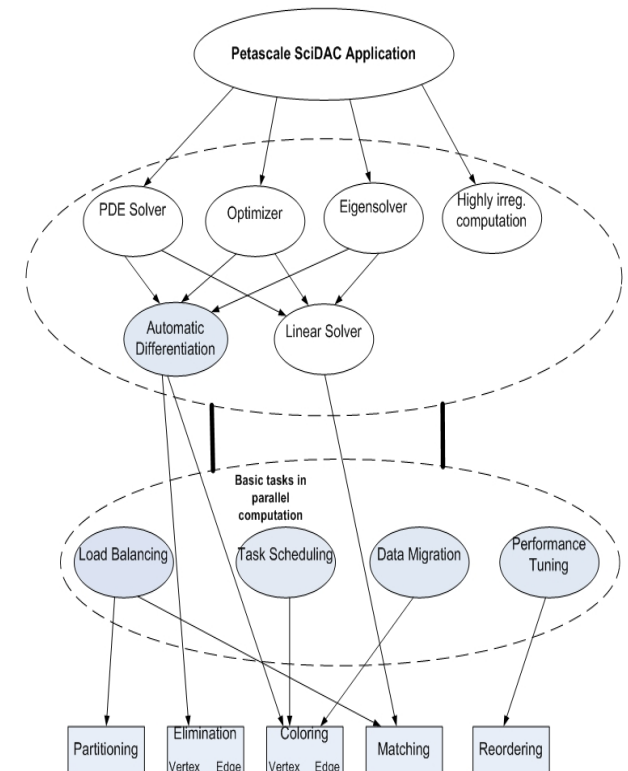 Petascale SciDAC Application
PDE Solver
Optimizer
Eigensolver
Highly irreg.
computation
Automatic
Differentiation
Linear Solver
Basic tasks in
parallel
computation
Load Balancing
Task Scheduling
Data Migration
Performance
Tuning
Partitioning
Elimination
Vertex Edge
Coloring
Vertex Edge
Matching
Reordering